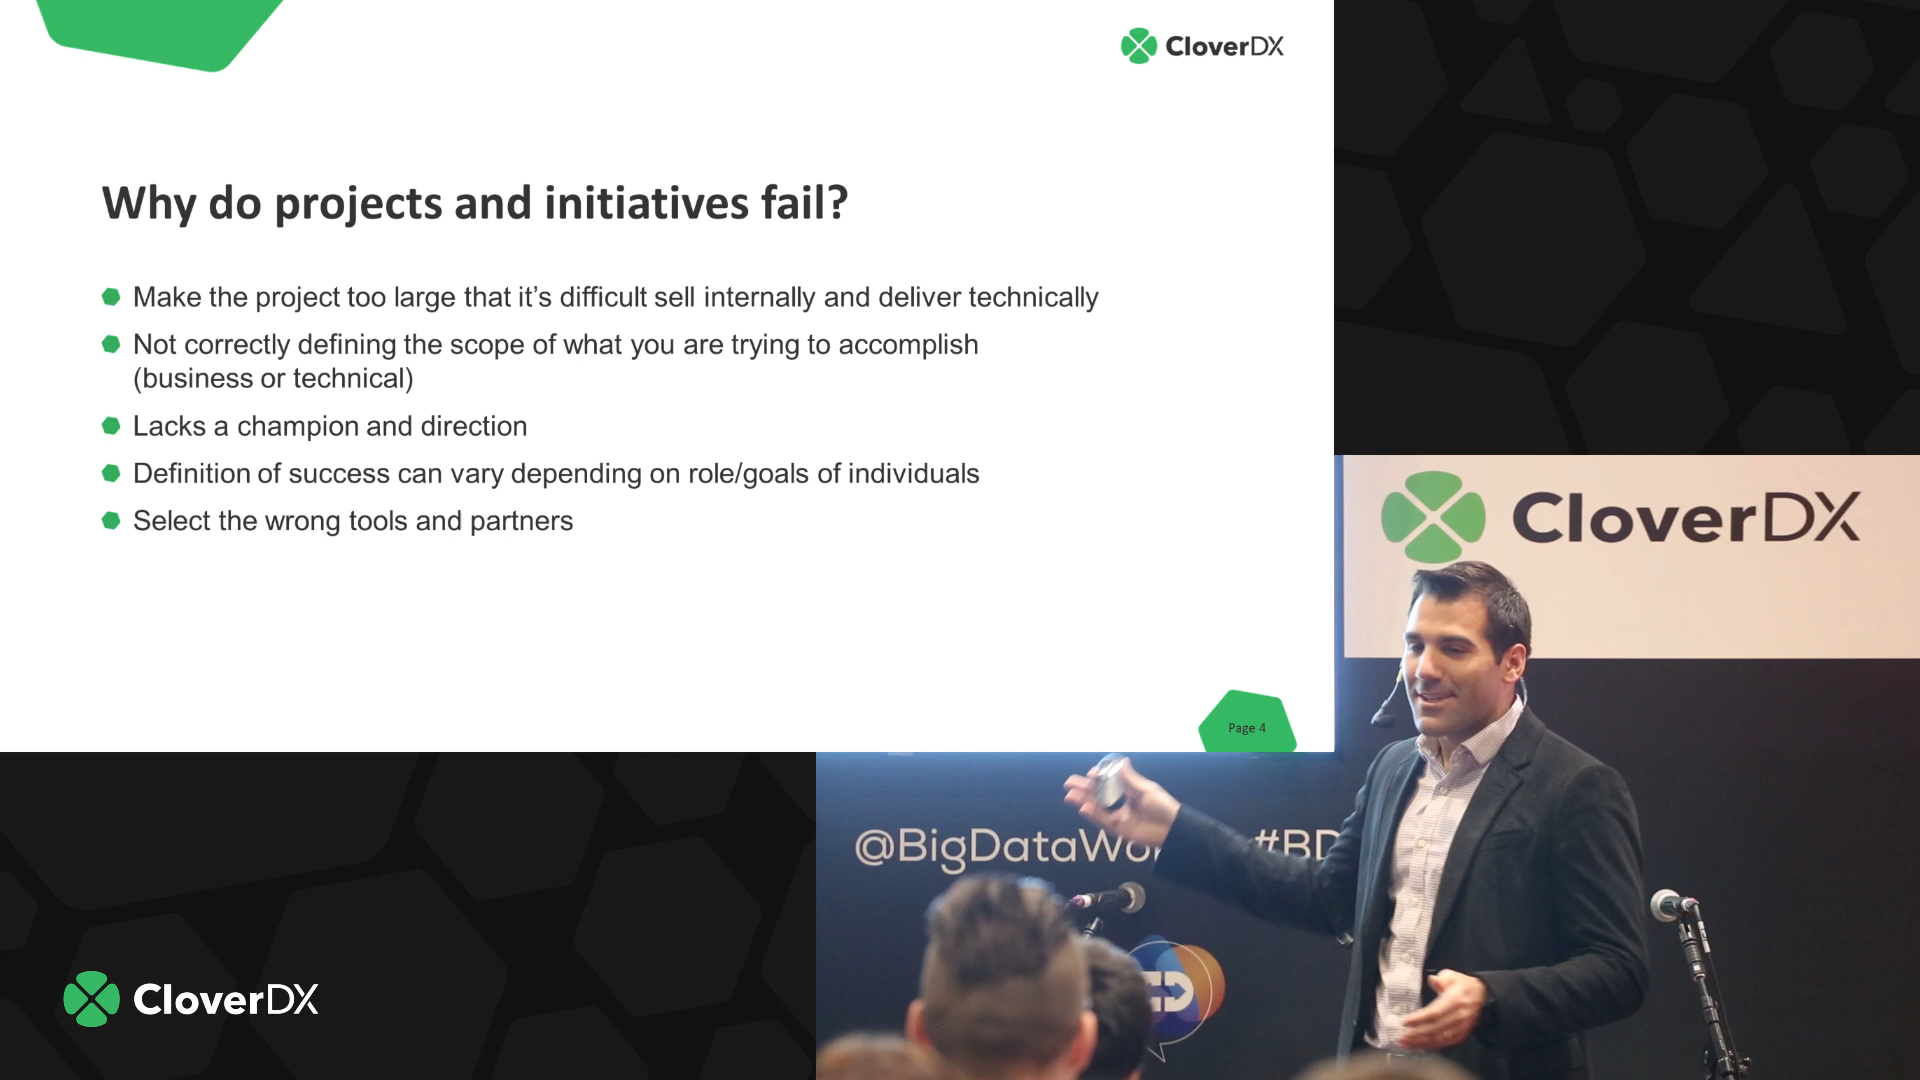 CloverDX
Why do projects and initiatives fail?
Make the project too large that it’s difficult sell internally and deliver technically
Not correctly defining the scope of what you are trying to accomplish
(business or technical)
Lacks a champion and direction
Definition of success can vary depending on role/goals of individuals
Select the wrong tools and partners
Page 4
CloverDX
@BigDataWo
#BD
CloverDX